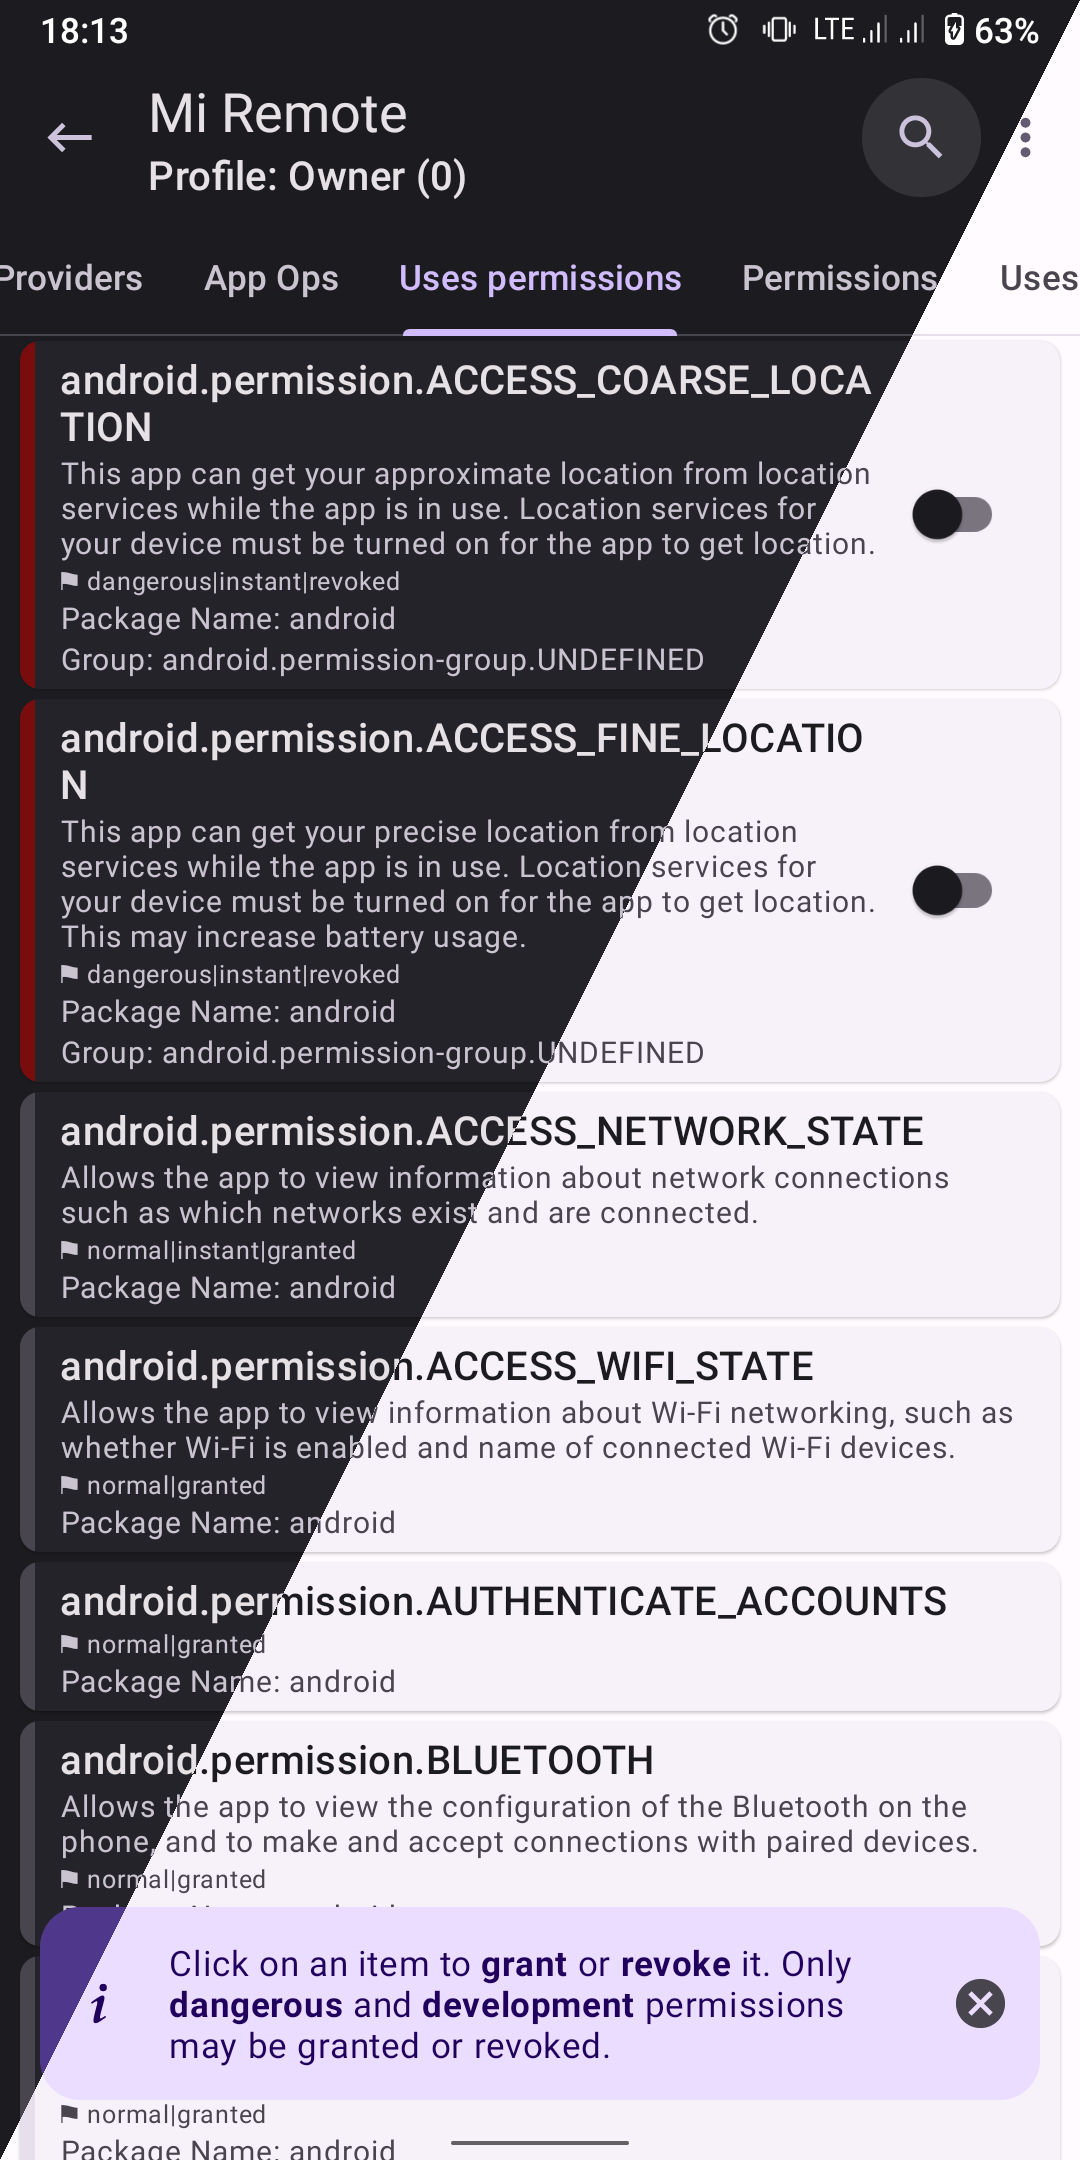 18:13
LTE 63%
Mi Remote
Profile: Owner (0)
Providers App Ops Uses permissions Permissions Uses
android.permission.ACCESS_COARSE_LOCA
TION
This app can get your approximate location from location
services while the app is in use. Location services for
your device must be turned on for the app to get location.
dangerous|instant|revoked
Package Name: android
Group: android.permission-group.UNDEFINED
android.permission.ACCESS_FINE_LOCATIO
N
This app can get your precise location from location
services while the app is in use. Location services for
your device must be turned on for the app to get location.
This may increase battery usage.
dangerous|instant|revoked
Package Name: android
Group: android.permission-group.UNDEFINED
android.permission.ACCESS_NETWORK_STATE
Allows the app to view information about network connections
such as which networks exist and are connected.
normal|instant|granted
Package Name: android
android.permission.ACCESS_WIFI_STATE
Allows the app to view information about Wi-Fi networking, such as
whether Wi-Fi is enabled and name of connected Wi-Fi devices.
normal|granted
Package Name: android
android.permission.AUTHENTICATE_ACCOUNTS
normal|granted
Package Name: android
android.permission.BLUETOOTH
Allows the app to view the configuration of the Bluetooth on the
phone, and to make and accept connections with paired devices.
normal|granted
Click on an item to grant or revoke it. Only
dangerous and development permissions
may be granted or revoked.
normal|granted
Package Name: android